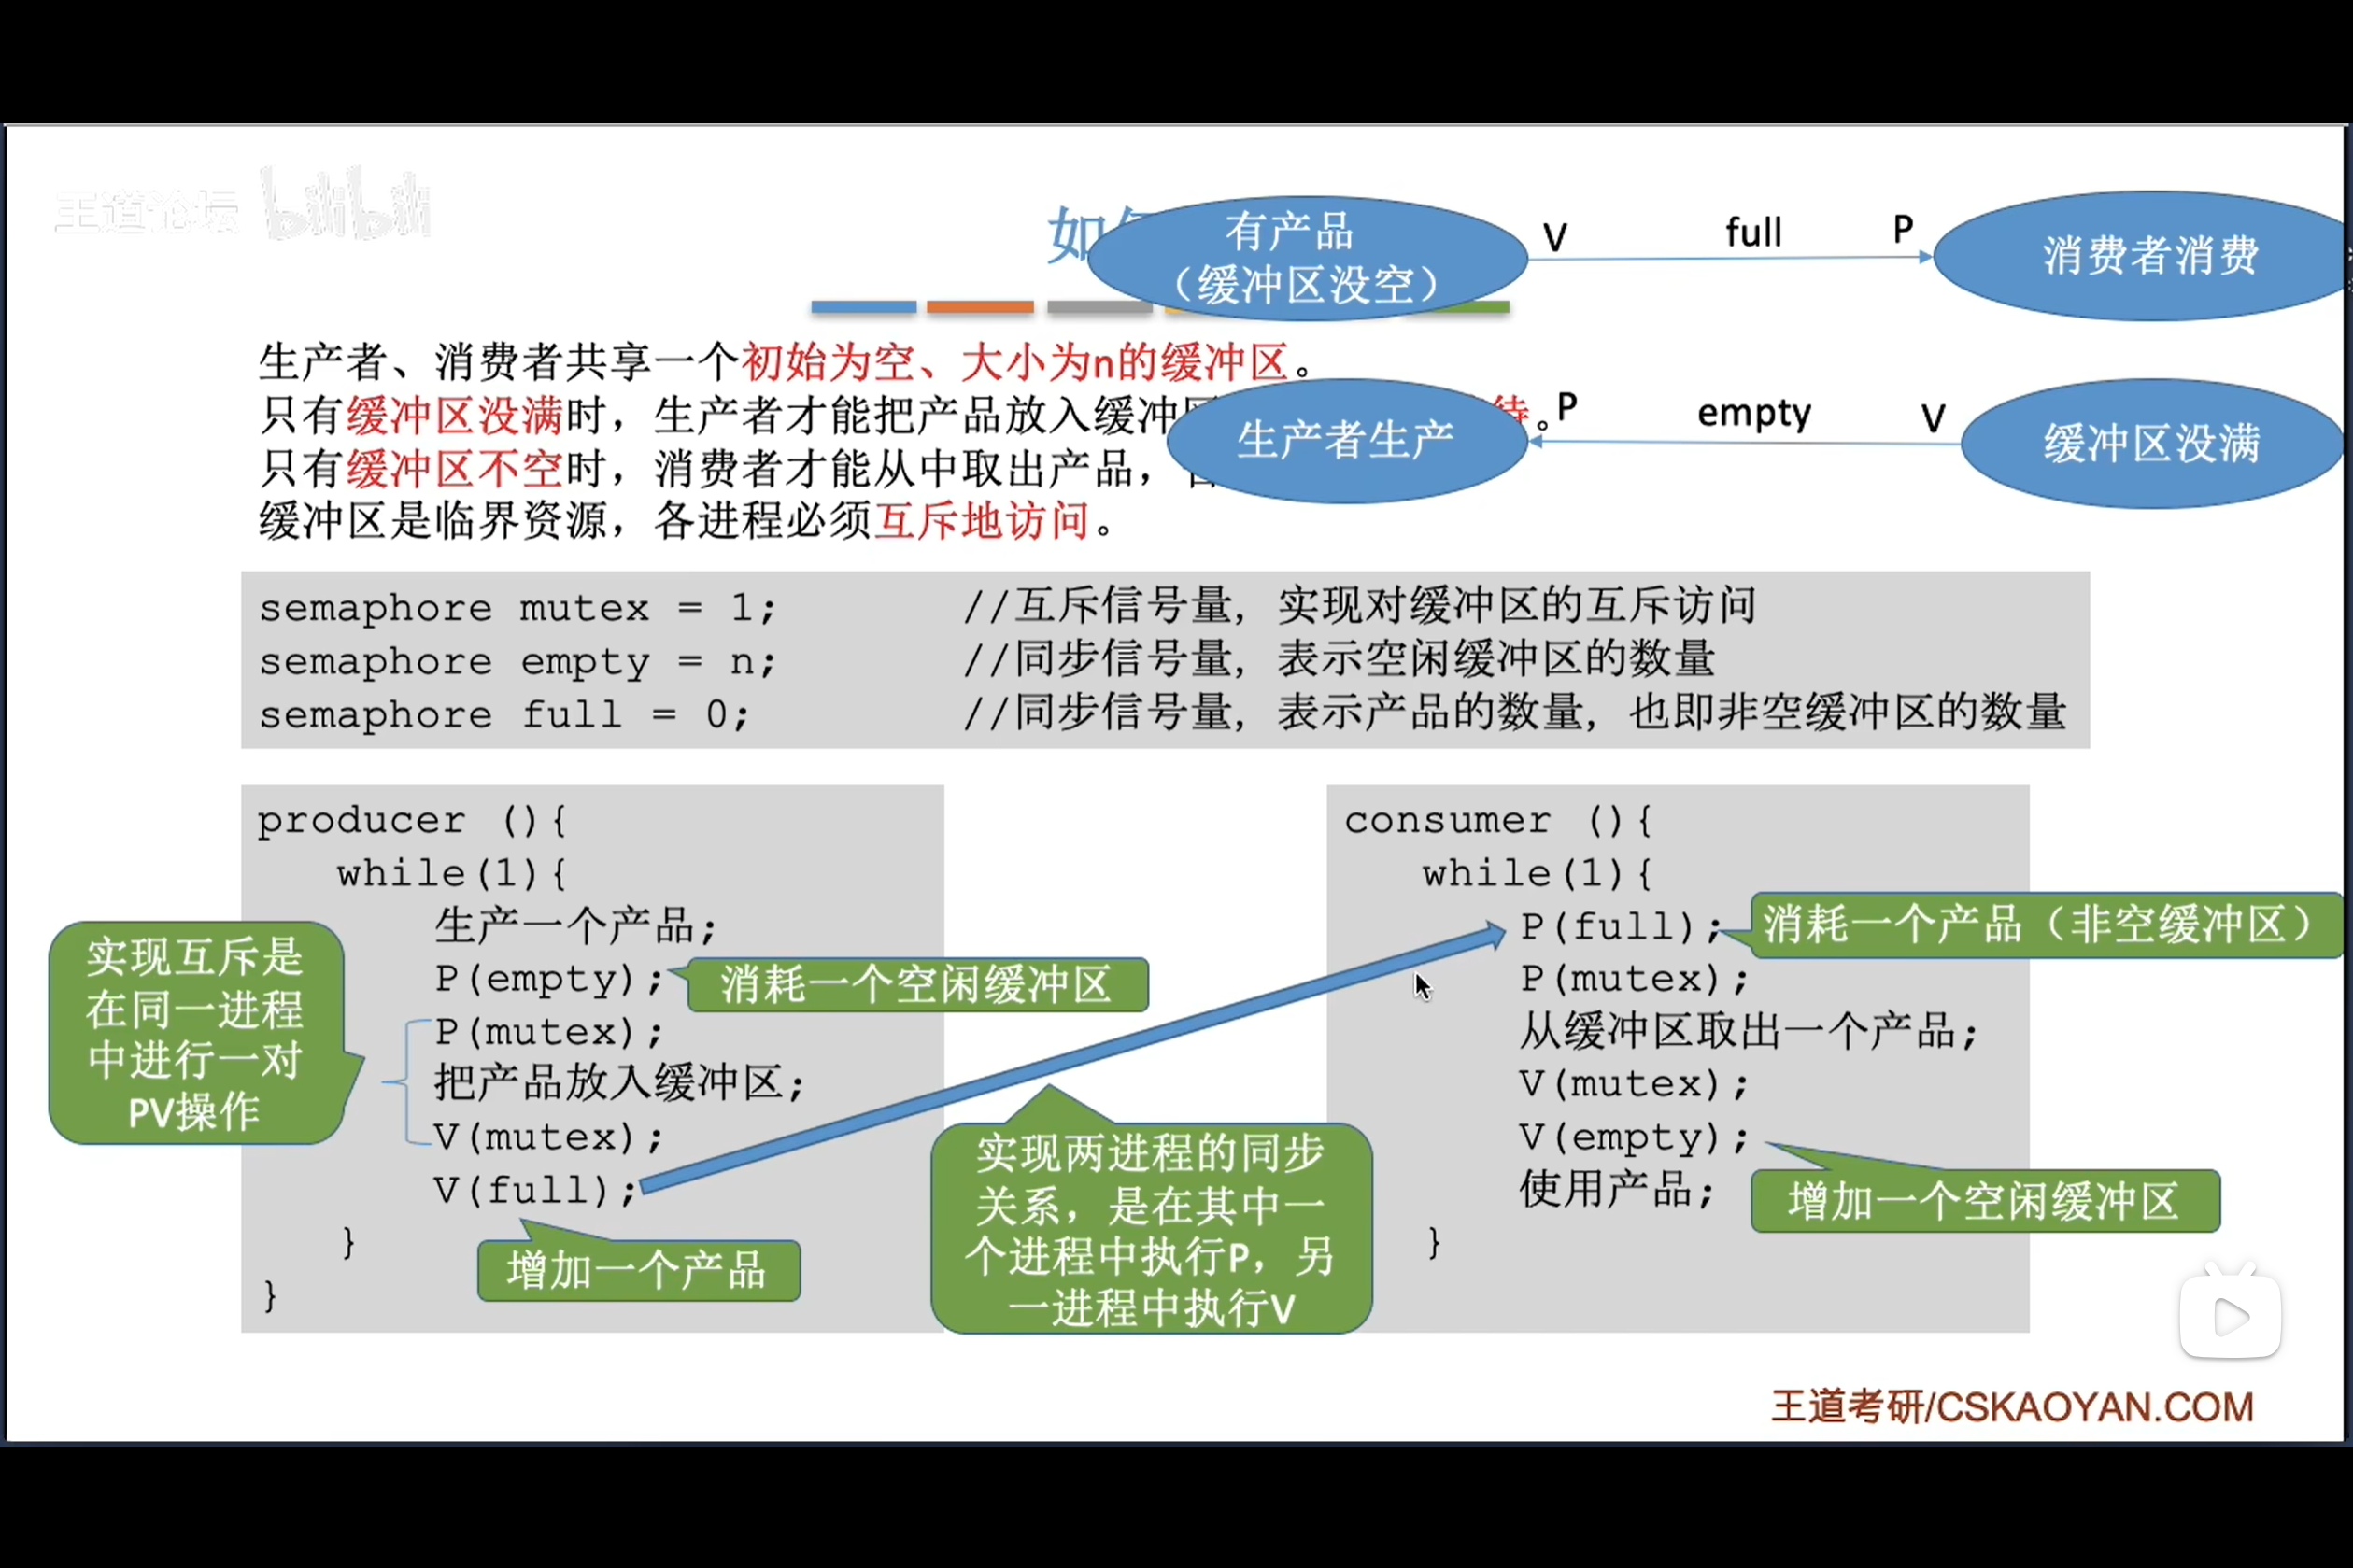 王道论坛 bilibili
如
有产品
（缓冲区没空）
V full P
消费者消费
生产者、消费者共享一个初始为空、大小为n的缓冲区。
只有缓冲区没满时，生产者才能把产品放入缓冲 待。
只有缓冲区不空时，消费者才能从中取出产品，
缓冲区是临界资源，各进程必须互斥地访问。
生产者生产
P empty V
缓冲区没满
semaphore mutex = 1; //互斥信号量，实现对缓冲区的互斥访问
semaphore empty = n; //同步信号量，表示空闲缓冲区的数量
semaphore full = 0; //同步信号量，表示产品的数量，也即非空缓冲区的数量
producer (){
while(1){
生产一个产品;
P(empty);
消耗一个空闲缓冲区
P(mutex);
把产品放入缓冲区;
V(mutex);
V(full);
增加一个产品
}
}
实现互斥是
在同一进程
中进行一对
PV操作
实现两进程的同步
关系，是在其中一
个进程中执行P，另
一进程中执行V
consumer (){
while(1){
P(full);
消耗一个产品（非空缓冲区）
P(mutex);
从缓冲区取出一个产品;
V(mutex);
V(empty);
使用产品;
增加一个空闲缓冲区
}
王道考研/CSKAOYAN.COM